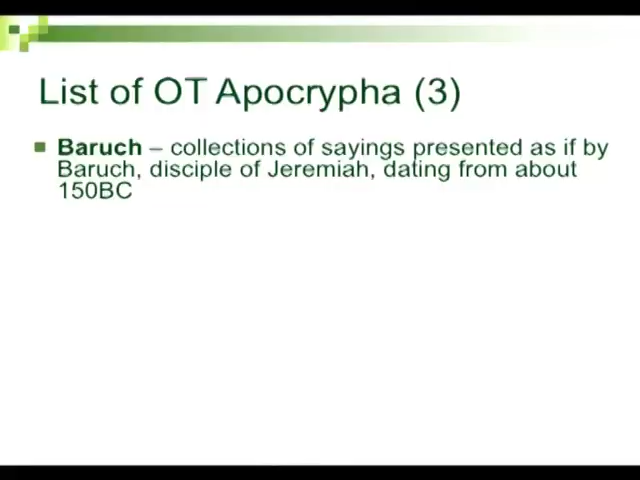 List of OT Apocrypha (3)
Baruch – collections of sayings presented as if by
Baruch, disciple of Jeremiah, dating from about
150BC